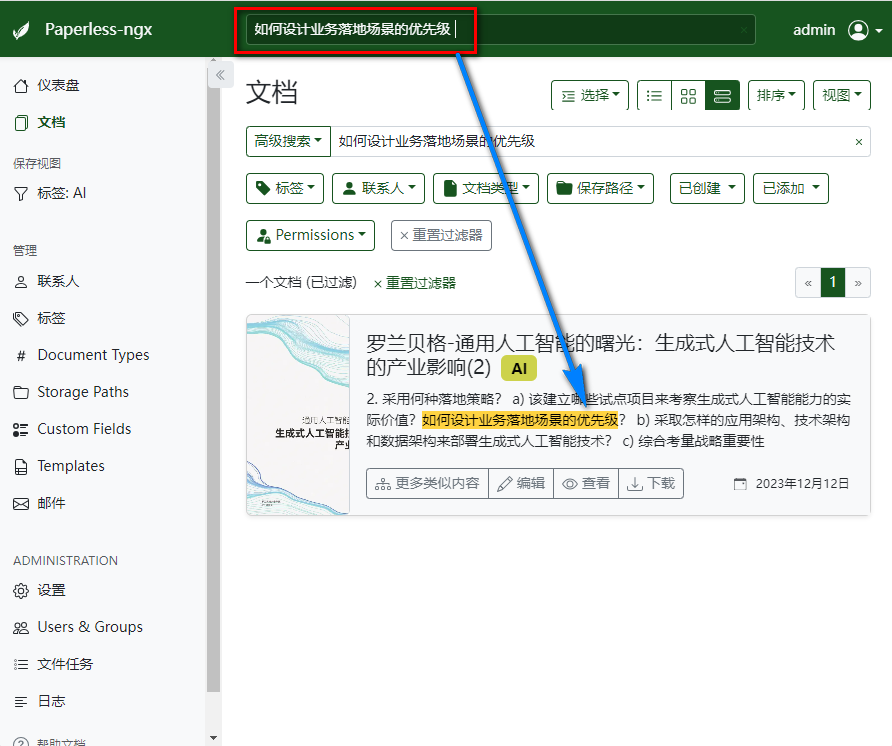 Paperless-ngx
如何设计业务落地场景的优先级
admin
仪表盘
文档
保存视图
标签: AI
管理
联系人
标签
# Document Types
Storage Paths
Custom Fields
Templates
邮件
ADMINISTRATION
设置
Users & Groups
文件任务
日志
帮助文档
«
文档
选择
排序
视图
高级搜索
如何设计业务落地场景的优先级
×
标签
联系人
文档类型
保存路径
已创建
已添加
Permissions
× 重置过滤器
一个文档 (已过滤)
× 重置过滤器
« 1 »
通用人工智能
生成式人工智能技
产业
罗兰贝格-通用人工智能的曙光：生成式人工智能技术
的产业影响(2) AI
2. 采用何种落地策略？ a) 该建立哪些试点项目来考察生成式人工智能能力的实
际价值？如何设计业务落地场景的优先级？ b) 采取怎样的应用架构、技术架构
和数据架构来部署生成式人工智能技术？ c) 综合考量战略重要性
更多类似内容
编辑
查看
下载
2023年12月12日